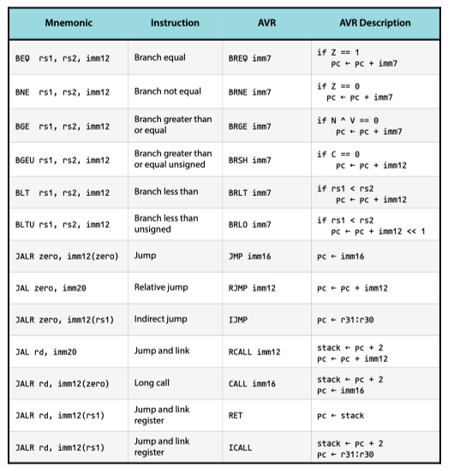 Mnemonic Instruction AVR AVR Description
BEQ rs1, rs2, imm12 Branch equal BREQ imm7 if Z == 1
pc ← pc + imm7
BNE rs1, rs2, imm12 Branch not equal BRNE imm7 if Z == 0
pc ← pc + imm7
BGE rs1, rs2, imm12 Branch greater than BRGE imm7 if N ^ V == 0
or equal pc ← pc + imm7
BGEU rs1, rs2, imm12 Branch greater than BRSH imm7 if C == 0
or equal unsigned pc ← pc + imm12
BLT rs1, rs2, imm12 Branch less than BRLT imm7 if rs1 < rs2
pc ← pc + imm12
BLTU rs1, rs2, imm12 Branch less than BRLO imm7 if rs1 < rs2
unsigned pc ← pc + imm12 << 1
JALR zero, imm12(zero) Jump JMP imm16 pc ← imm16
JAL zero, imm20 Relative jump RJMP imm12 pc ← pc + imm12
JALR zero, imm12(rs1) Indirect jump IJMP pc ← r31:r30
JAL rd, imm20 Jump and link RCALL imm12 stack ← pc + 2
pc ← pc + imm12
JALR rd, imm12(zero) Long call CALL imm16 stack ← pc + 2
pc ← imm16
JALR rd, imm12(rs1) Jump and link RET pc ← stack
register
JALR rd, imm12(rs1) Jump and link ICALL stack ← pc + 2
register pc ← r31:r30